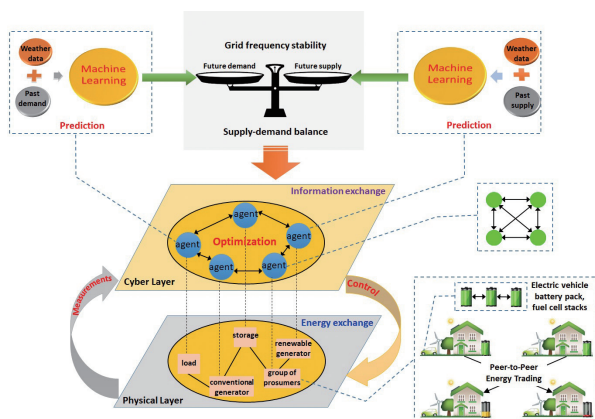 Weather
data
Past
demand
Machine
Learning
Prediction
Grid frequency stability
Future demand
Future supply
Supply-demand balance
Machine
Learning
Weather
data
Past
supply
Prediction
Information exchange
agent
agent
agent
agent
agent
Optimization
Cyber Layer
Measurements
Control
Energy exchange
storage
load
renewable
generator
conventional
generator
group of
prosumers
Physical Layer
Electric vehicle
battery pack,
fuel cell stacks
Peer-to-Peer
Energy Trading